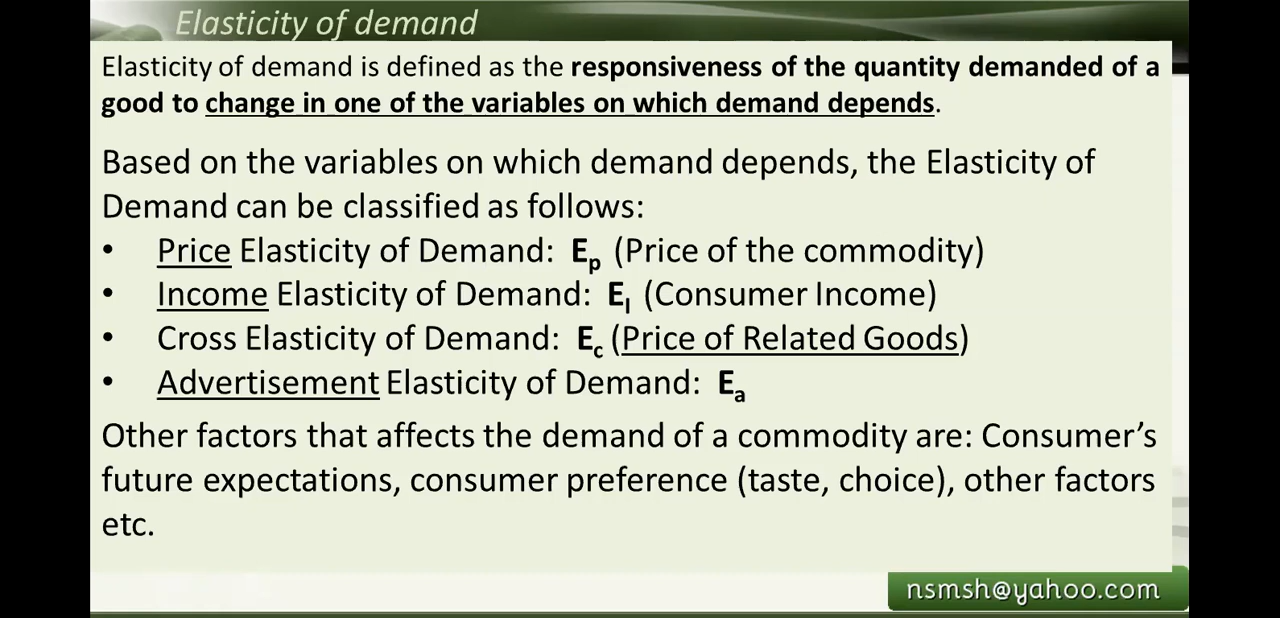 Elasticity of demand
Elasticity of demand is defined as the responsiveness of the quantity demanded of a
good to change in one of the variables on which demand depends.
Based on the variables on which demand depends, the Elasticity of
Demand can be classified as follows:
• Price Elasticity of Demand: Ep (Price of the commodity)
• Income Elasticity of Demand: EI (Consumer Income)
• Cross Elasticity of Demand: Ec (Price of Related Goods)
• Advertisement Elasticity of Demand: Ea
Other factors that affects the demand of a commodity are: Consumer’s
future expectations, consumer preference (taste, choice), other factors
etc.
nsmsh@yahoo.com